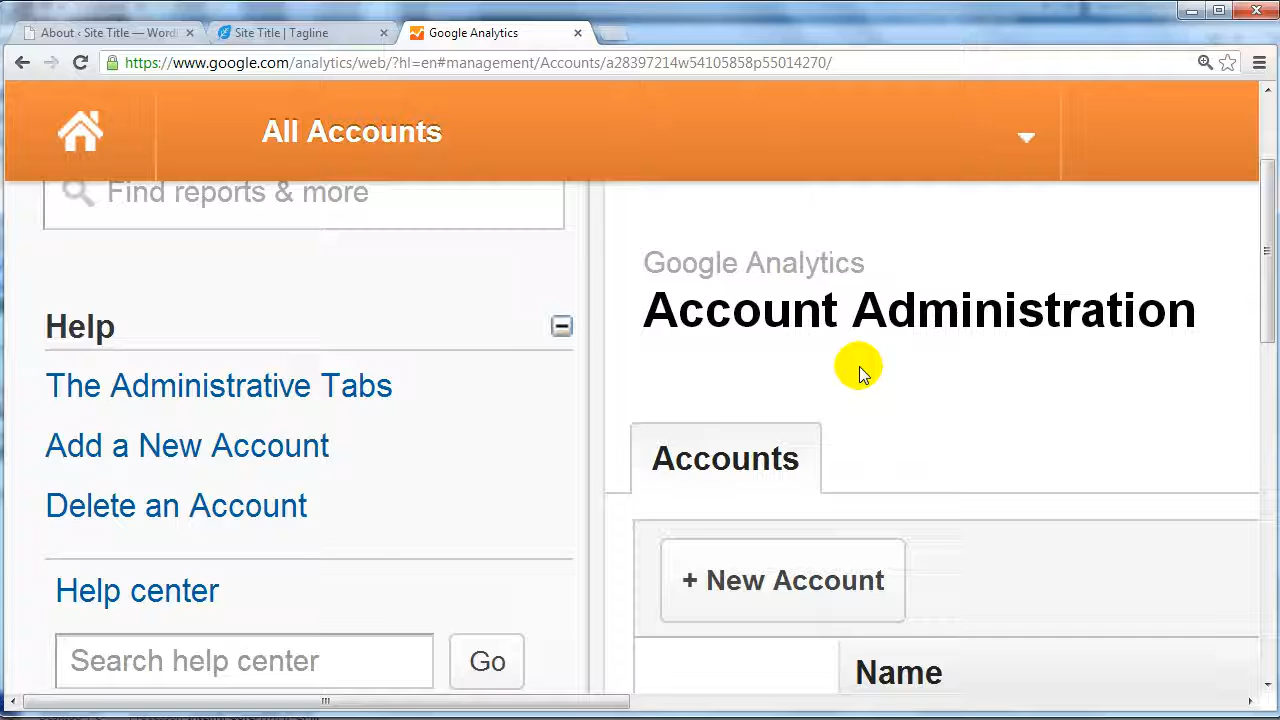 About ‹ Site Title — Word
Site Title | Tagline
Google Analytics
https://www.google.com/analytics/web/?hl=en#management/Accounts/a28397214w54105858p55014270/
All Accounts
Find reports & more
Google Analytics
Account Administration
Help
The Administrative Tabs
Add a New Account
Delete an Account
Accounts
Help center
+ New Account
Search help center
Go
Name